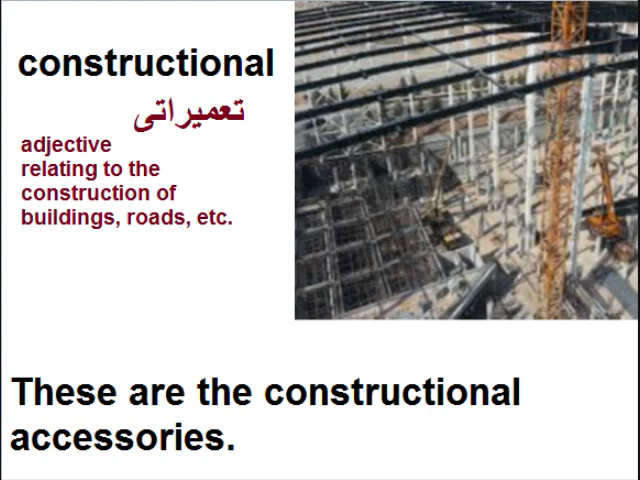 constructional
تعمیراتی
adjective
relating to the
construction of
buildings, roads, etc.
These are the constructional
accessories.